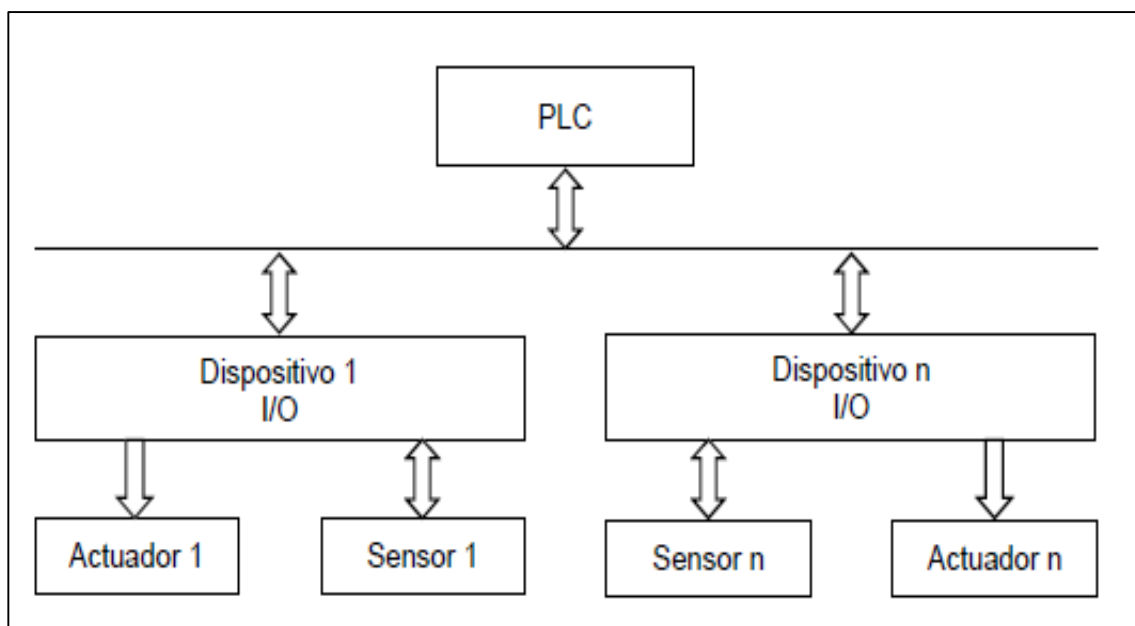 PLC
Dispositivo 1
I/O
Dispositivo n
I/O
Actuador 1
Sensor 1
Sensor n
Actuador n